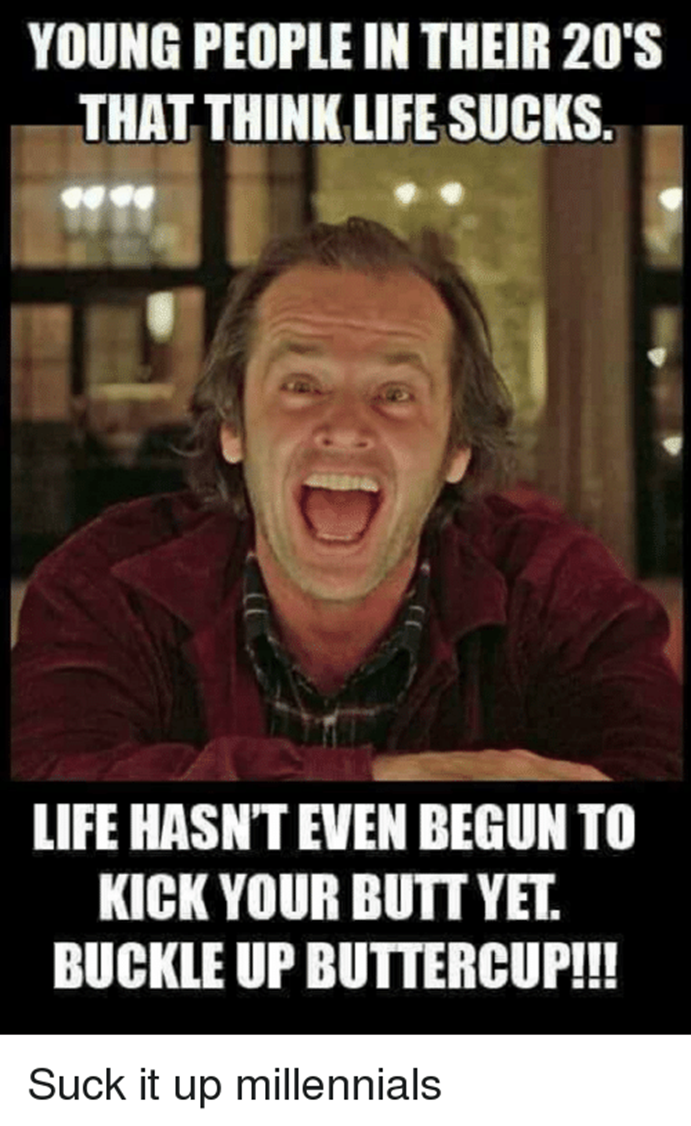 YOUNG PEOPLE IN THEIR 20'S
THAT THINK LIFE SUCKS.
LIFE HASN'T EVEN BEGUN TO
KICK YOUR BUTT YET.
BUCKLE UP BUTTERCUP!!!
Suck it up millennials